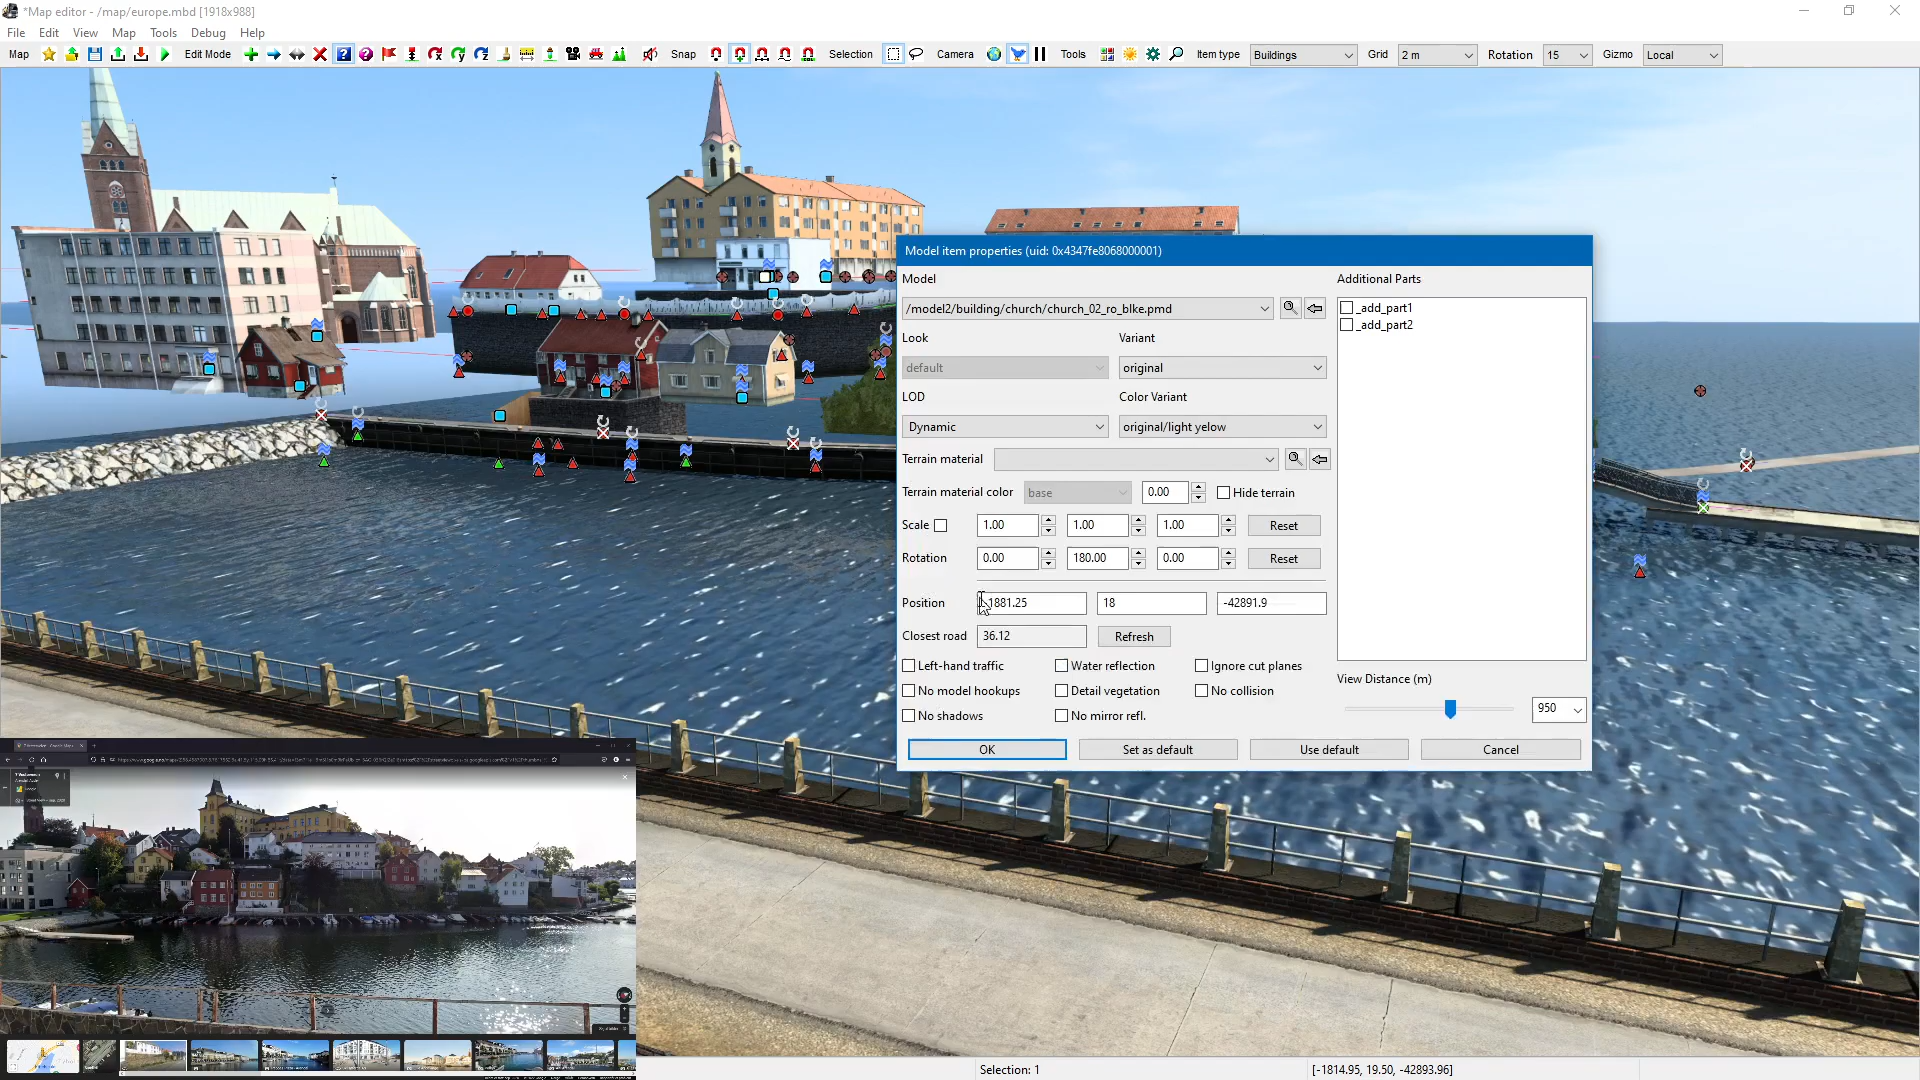 *Map editor - /map/europe.mbd [1918x988]
File Edit View Map Tools Debug Help
Map Edit Mode Snap Selection Camera Tools Item type Buildings Grid 2 m Rotation 15 Gizmo Local
Model item properties (uid: 0x4347fe8068000001)
Model
/model2/building/church/church_02_ro_blke.pmd
Look Variant
default original
LOD Color Variant
Dynamic original/light yelow
Terrain material
Terrain material color base 0.00 Hide terrain
Scale 1.00 1.00 1.00 Reset
Rotation 0.00 180.00 0.00 Reset
Position 1881.25 18 -42891.9
Closest road 36.12 Refresh
Left-hand traffic Water reflection Ignore cut planes
No model hookups Detail vegetation No collision
No shadows No mirror refl.
Additional Parts
_add_part1
_add_part2
View Distance (m)
950
OK Set as default Use default Cancel
Selection: 1 [-1814.95, 19.50, -42893.96]